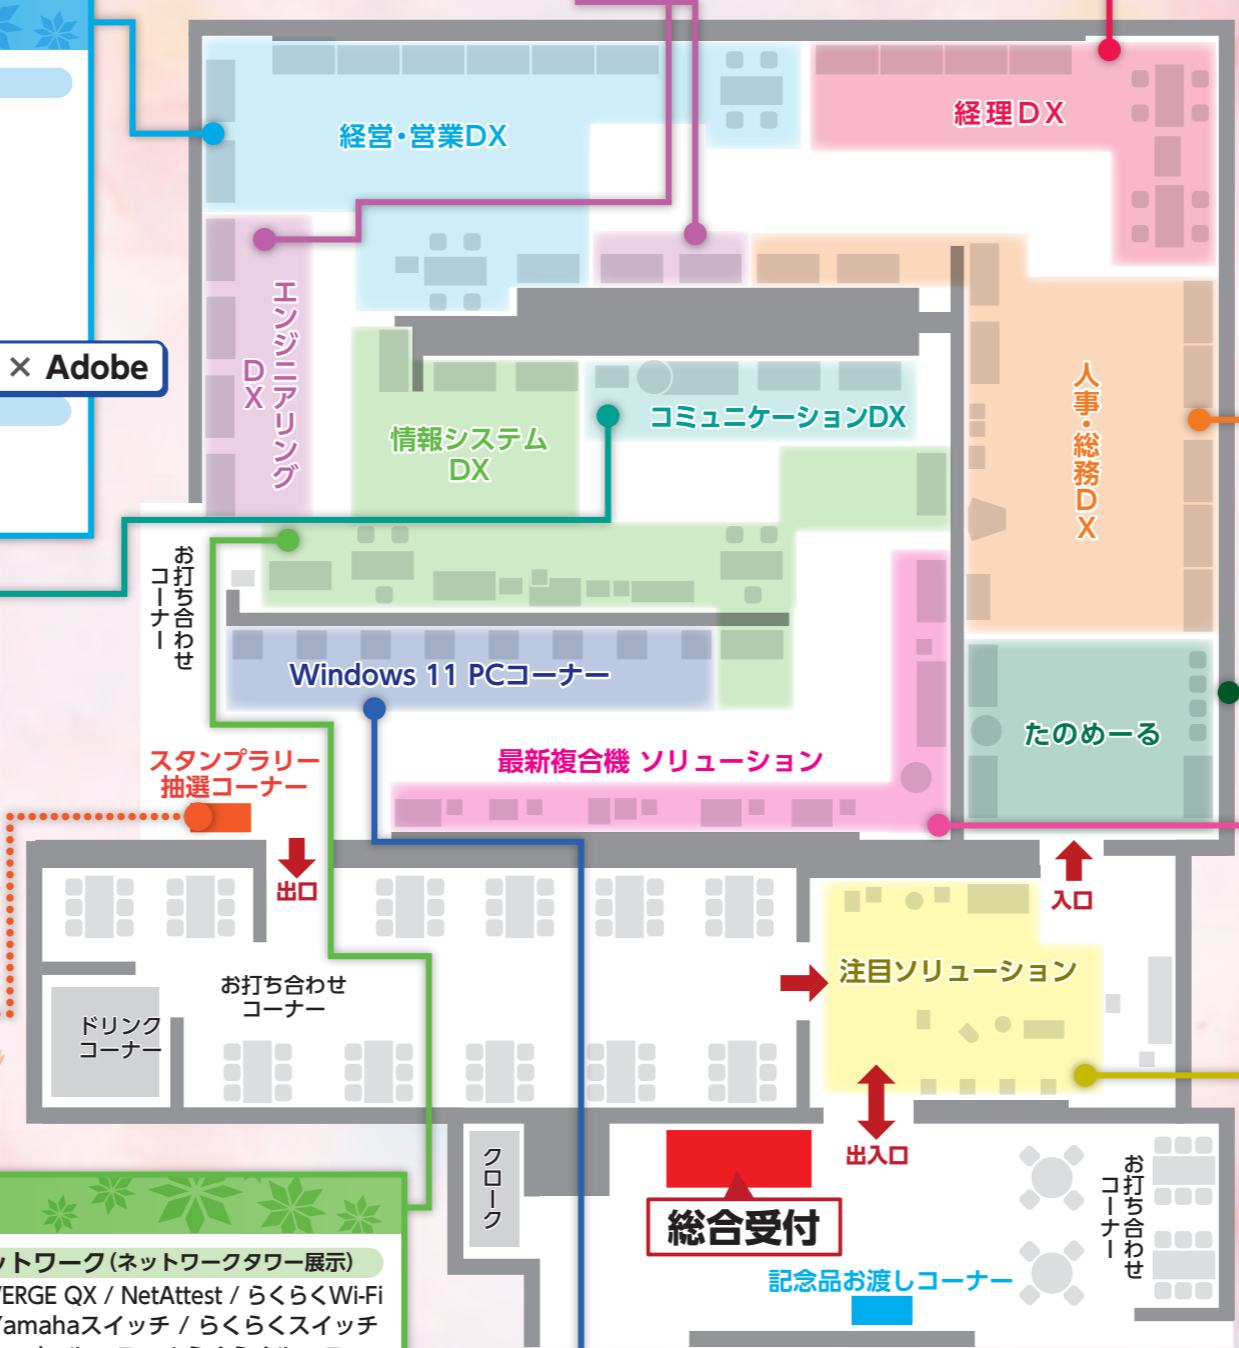 経営・営業DX
経理DX
エンジニアリング
DX
× Adobe
情報システム
DX
コミュニケーションDX
人事・総務DX
お打ち合わせ
コーナー
Windows 11 PCコーナー
たのめーる
スタンプラリー
抽選コーナー
最新複合機 ソリューション
出口
入口
注目ソリューション
お打ち合わせ
コーナー
ドリンク
コーナー
出入口
クローク
総合受付
お打ち合わせ
コーナー
記念品お渡しコーナー
ットワーク(ネットワークタワー展示)
ERGE QX / NetAttest / らくらくWi-Fi
Yamahaスイッチ / らくらくスイッチ